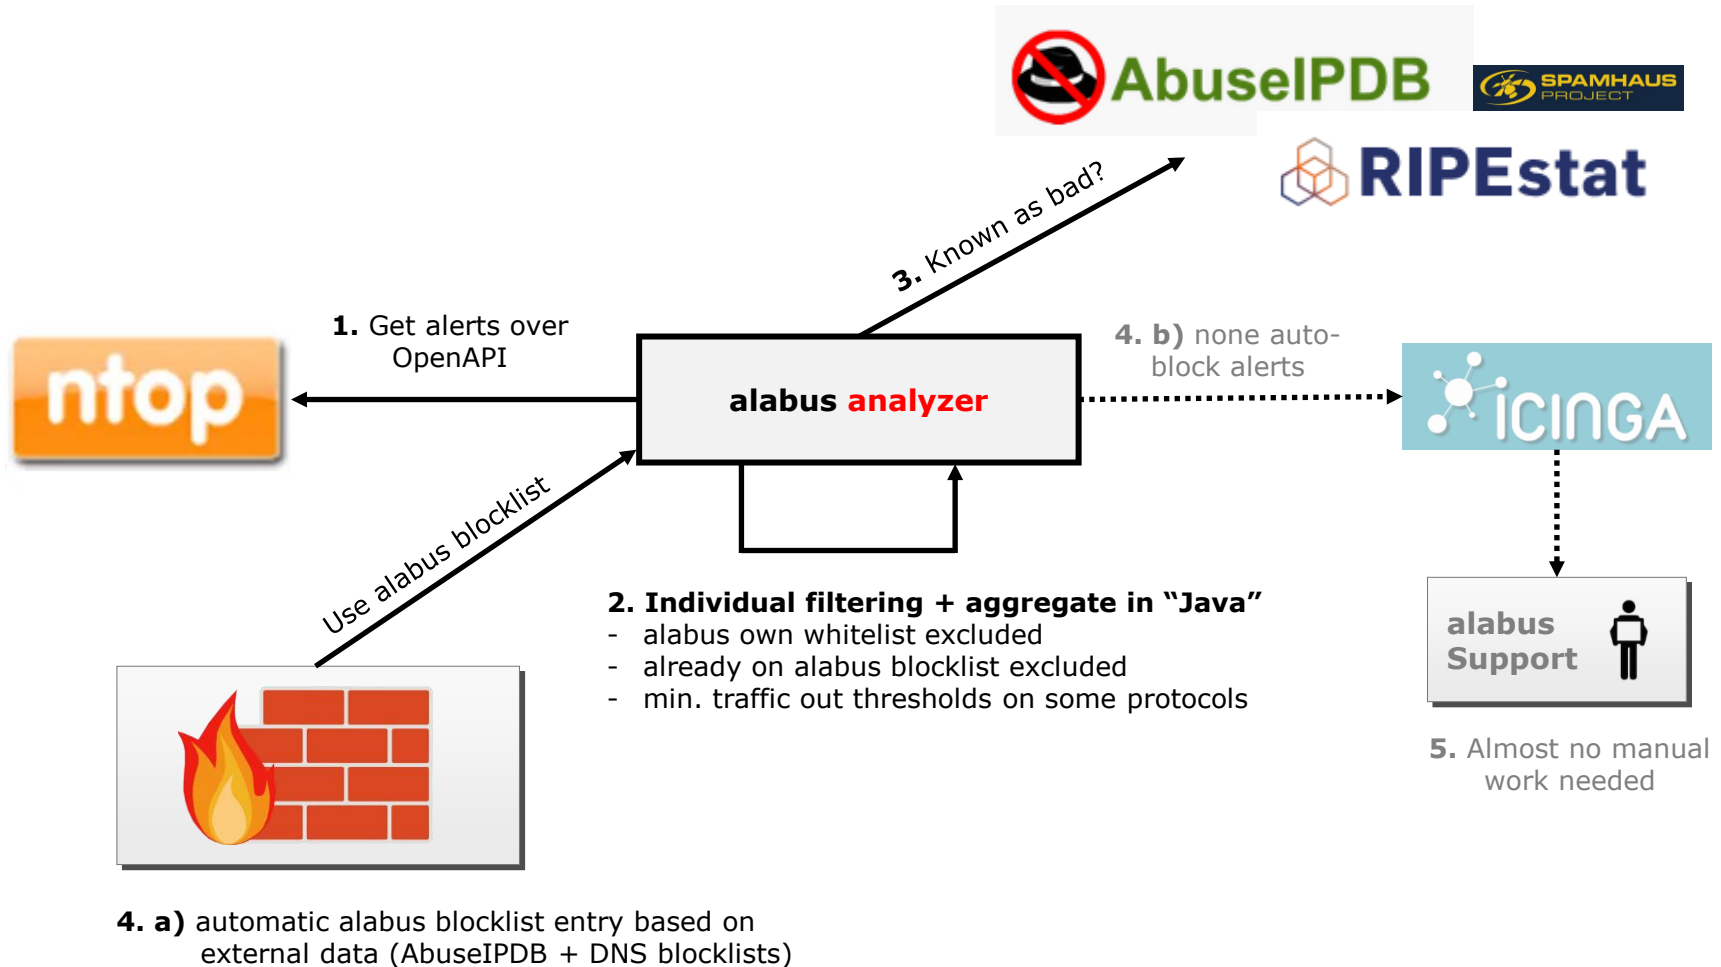 AbuseIPDB
SPAMHAUS
PROJECT
RIPEstat
3. Known as bad?
1. Get alerts over
OpenAPI
4. b) none auto-
block alerts
ntop
alabus analyzer
ICINGA
Use alabus blocklist
2. Individual filtering + aggregate in “Java”
- alabus own whitelist excluded
- already on alabus blocklist excluded
- min. traffic out thresholds on some protocols
alabus
Support
5. Almost no manual
work needed
4. a) automatic alabus blocklist entry based on
external data (AbuseIPDB + DNS blocklists)